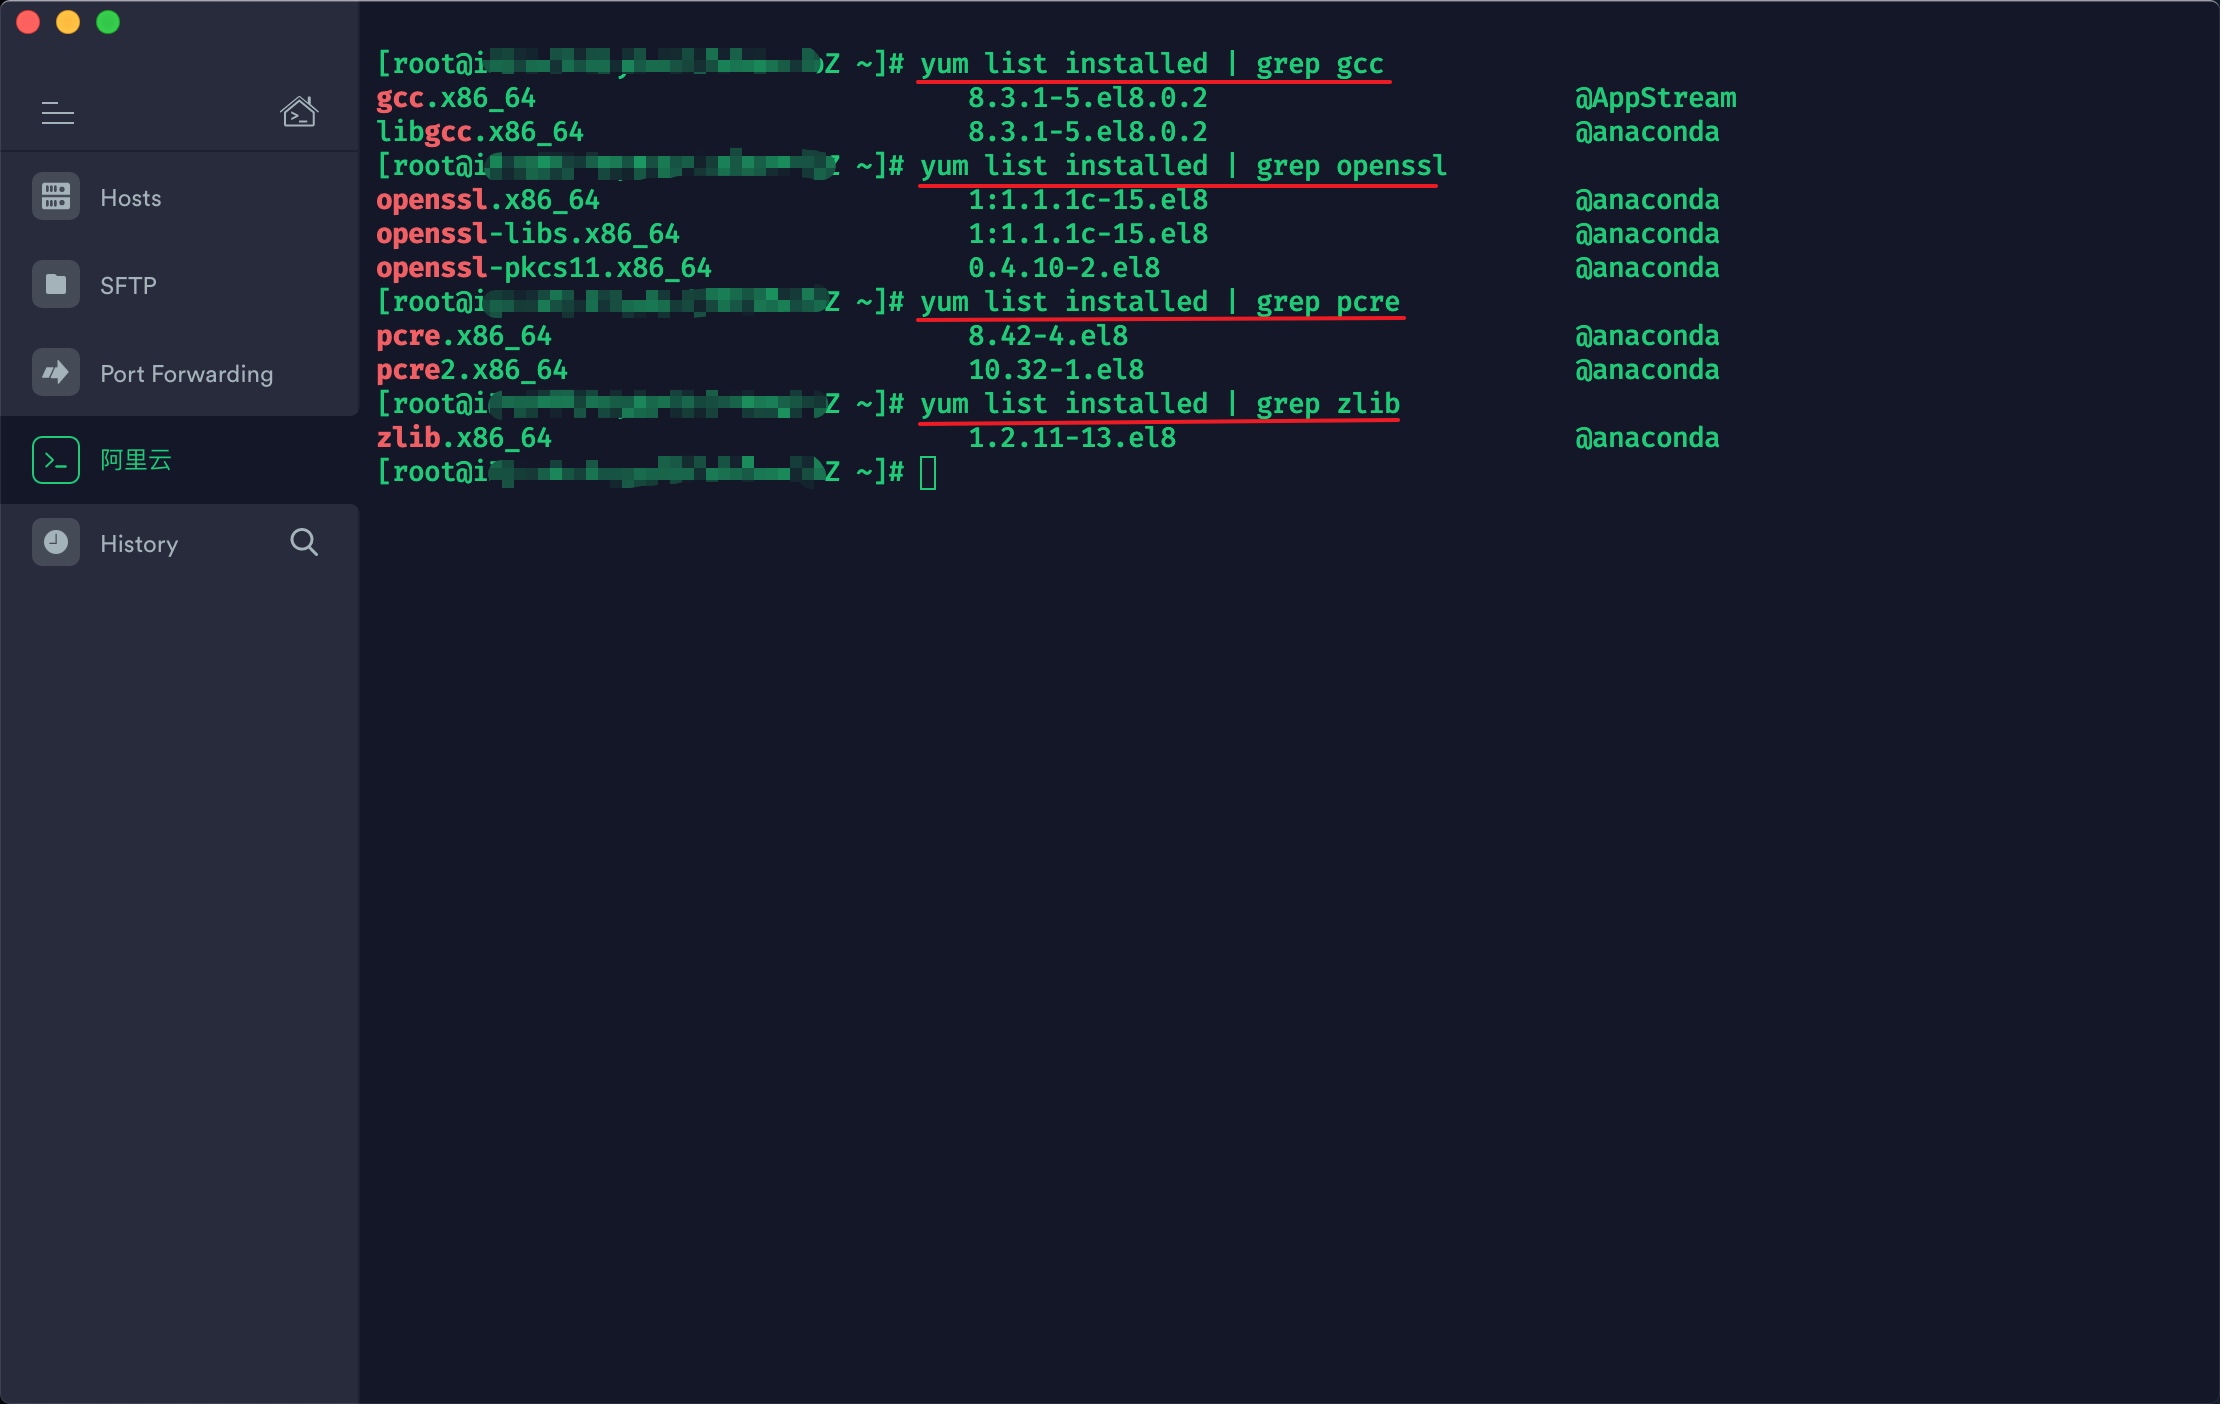 Hosts
SFTP
Port Forwarding
阿里云
History
[root@i Z ~]# yum list installed | grep gcc
gcc.x86_64 8.3.1-5.el8.0.2 @AppStream
libgcc.x86_64 8.3.1-5.el8.0.2 @anaconda
[root@i Z ~]# yum list installed | grep openssl
openssl.x86_64 1:1.1.1c-15.el8 @anaconda
openssl-libs.x86_64 1:1.1.1c-15.el8 @anaconda
openssl-pkcs11.x86_64 0.4.10-2.el8 @anaconda
[root@i Z ~]# yum list installed | grep pcre
pcre.x86_64 8.42-4.el8 @anaconda
pcre2.x86_64 10.32-1.el8 @anaconda
[root@i Z ~]# yum list installed | grep zlib
zlib.x86_64 1.2.11-13.el8 @anaconda
[root@i Z ~]#